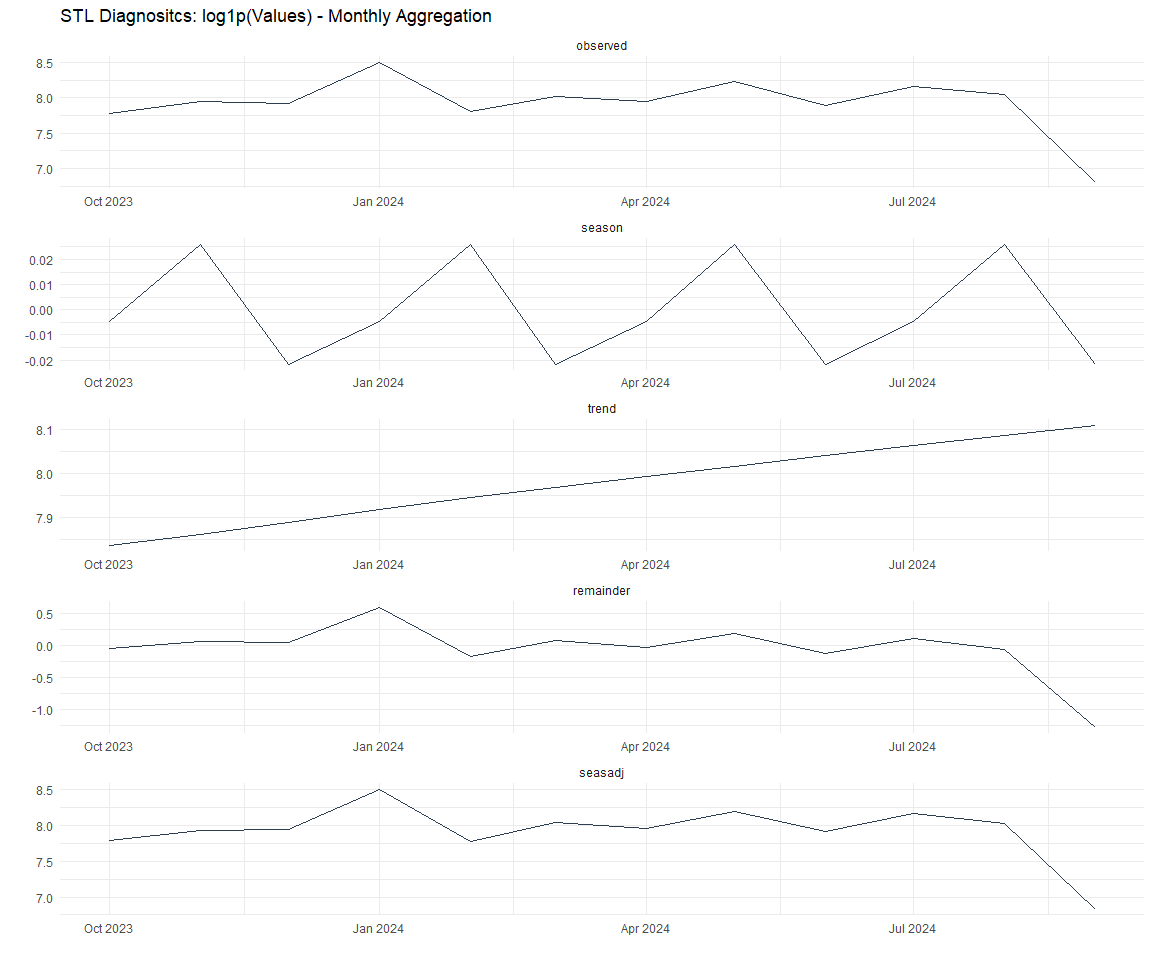 STL Diagnositcs: log1p(Values) - Monthly Aggregation
observed
8.5
8.0
7.5
7.0
Oct 2023 Jan 2024 Apr 2024 Jul 2024
season
0.02
0.01
0.00
-0.01
-0.02
Oct 2023 Jan 2024 Apr 2024 Jul 2024
trend
8.1
8.0
7.9
Oct 2023 Jan 2024 Apr 2024 Jul 2024
remainder
0.5
0.0
-0.5
-1.0
Oct 2023 Jan 2024 Apr 2024 Jul 2024
seasadj
8.5
8.0
7.5
7.0
Oct 2023 Jan 2024 Apr 2024 Jul 2024